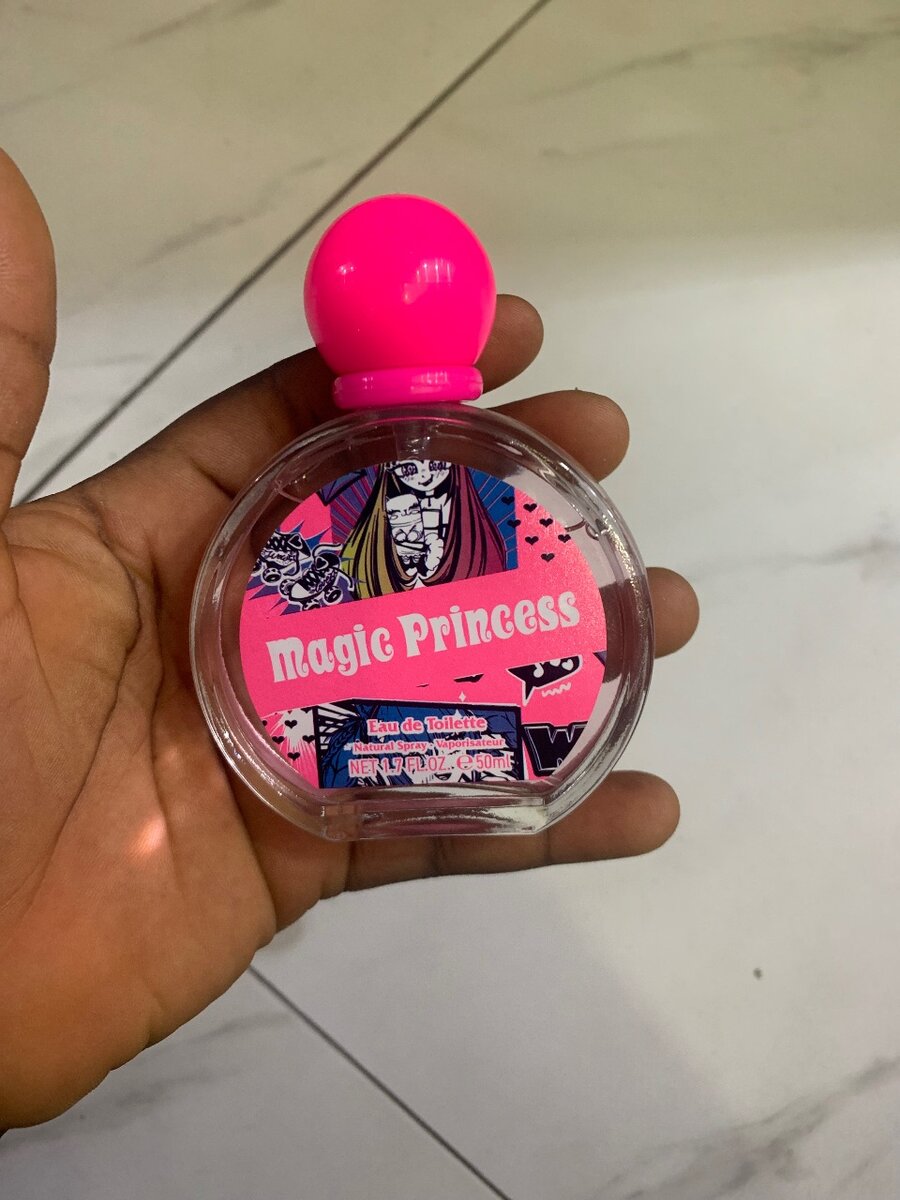 Magic Princess
Eau de Toilette
Natural Spray - Vaporisateur
NET 1.7 FL.OZ. ℮ 50ml
W